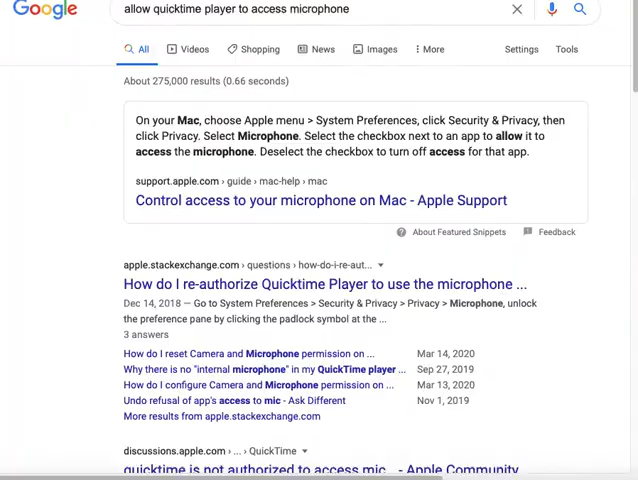 Google
allow quicktime player to access microphone
All Videos Shopping News Images More Settings Tools
About 275,000 results (0.66 seconds)
On your Mac, choose Apple menu > System Preferences, click Security & Privacy, then
click Privacy. Select Microphone. Select the checkbox next to an app to allow it to
access the microphone. Deselect the checkbox to turn off access for that app.
support.apple.com › guide › mac-help › mac
Control access to your microphone on Mac - Apple Support
About Featured Snippets Feedback
apple.stackexchange.com › questions › how-do-i-re-aut...
How do I re-authorize Quicktime Player to use the microphone ...
Dec 14, 2018 — Go to System Preferences > Security & Privacy > Privacy > Microphone, unlock
the preference pane by clicking the padlock symbol at the ...
3 answers
How do I reset Camera and Microphone permission on ... Mar 14, 2020
Why there is no "internal microphone" in my QuickTime player ... Sep 27, 2019
How do I configure Camera and Microphone permission on ... Mar 13, 2020
Undo refusal of app's access to mic - Ask Different Nov 1, 2019
More results from apple.stackexchange.com
discussions.apple.com › ... › QuickTime
quicktime is not authorized to access mic... - Apple Community